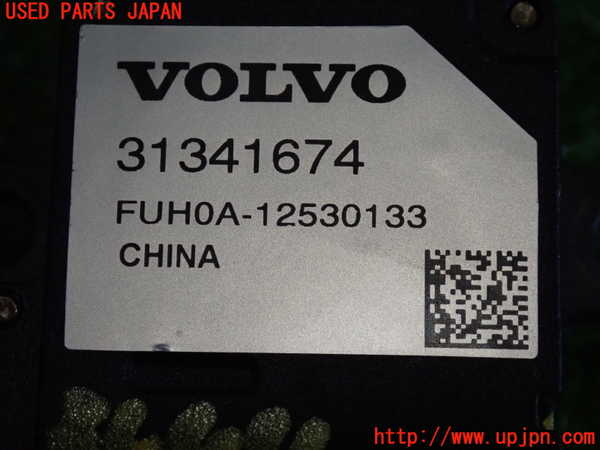 USED PARTS JAPAN
VOLVO
31341674
FUH0A-12530133
CHINA
http://www.upjpn.com/